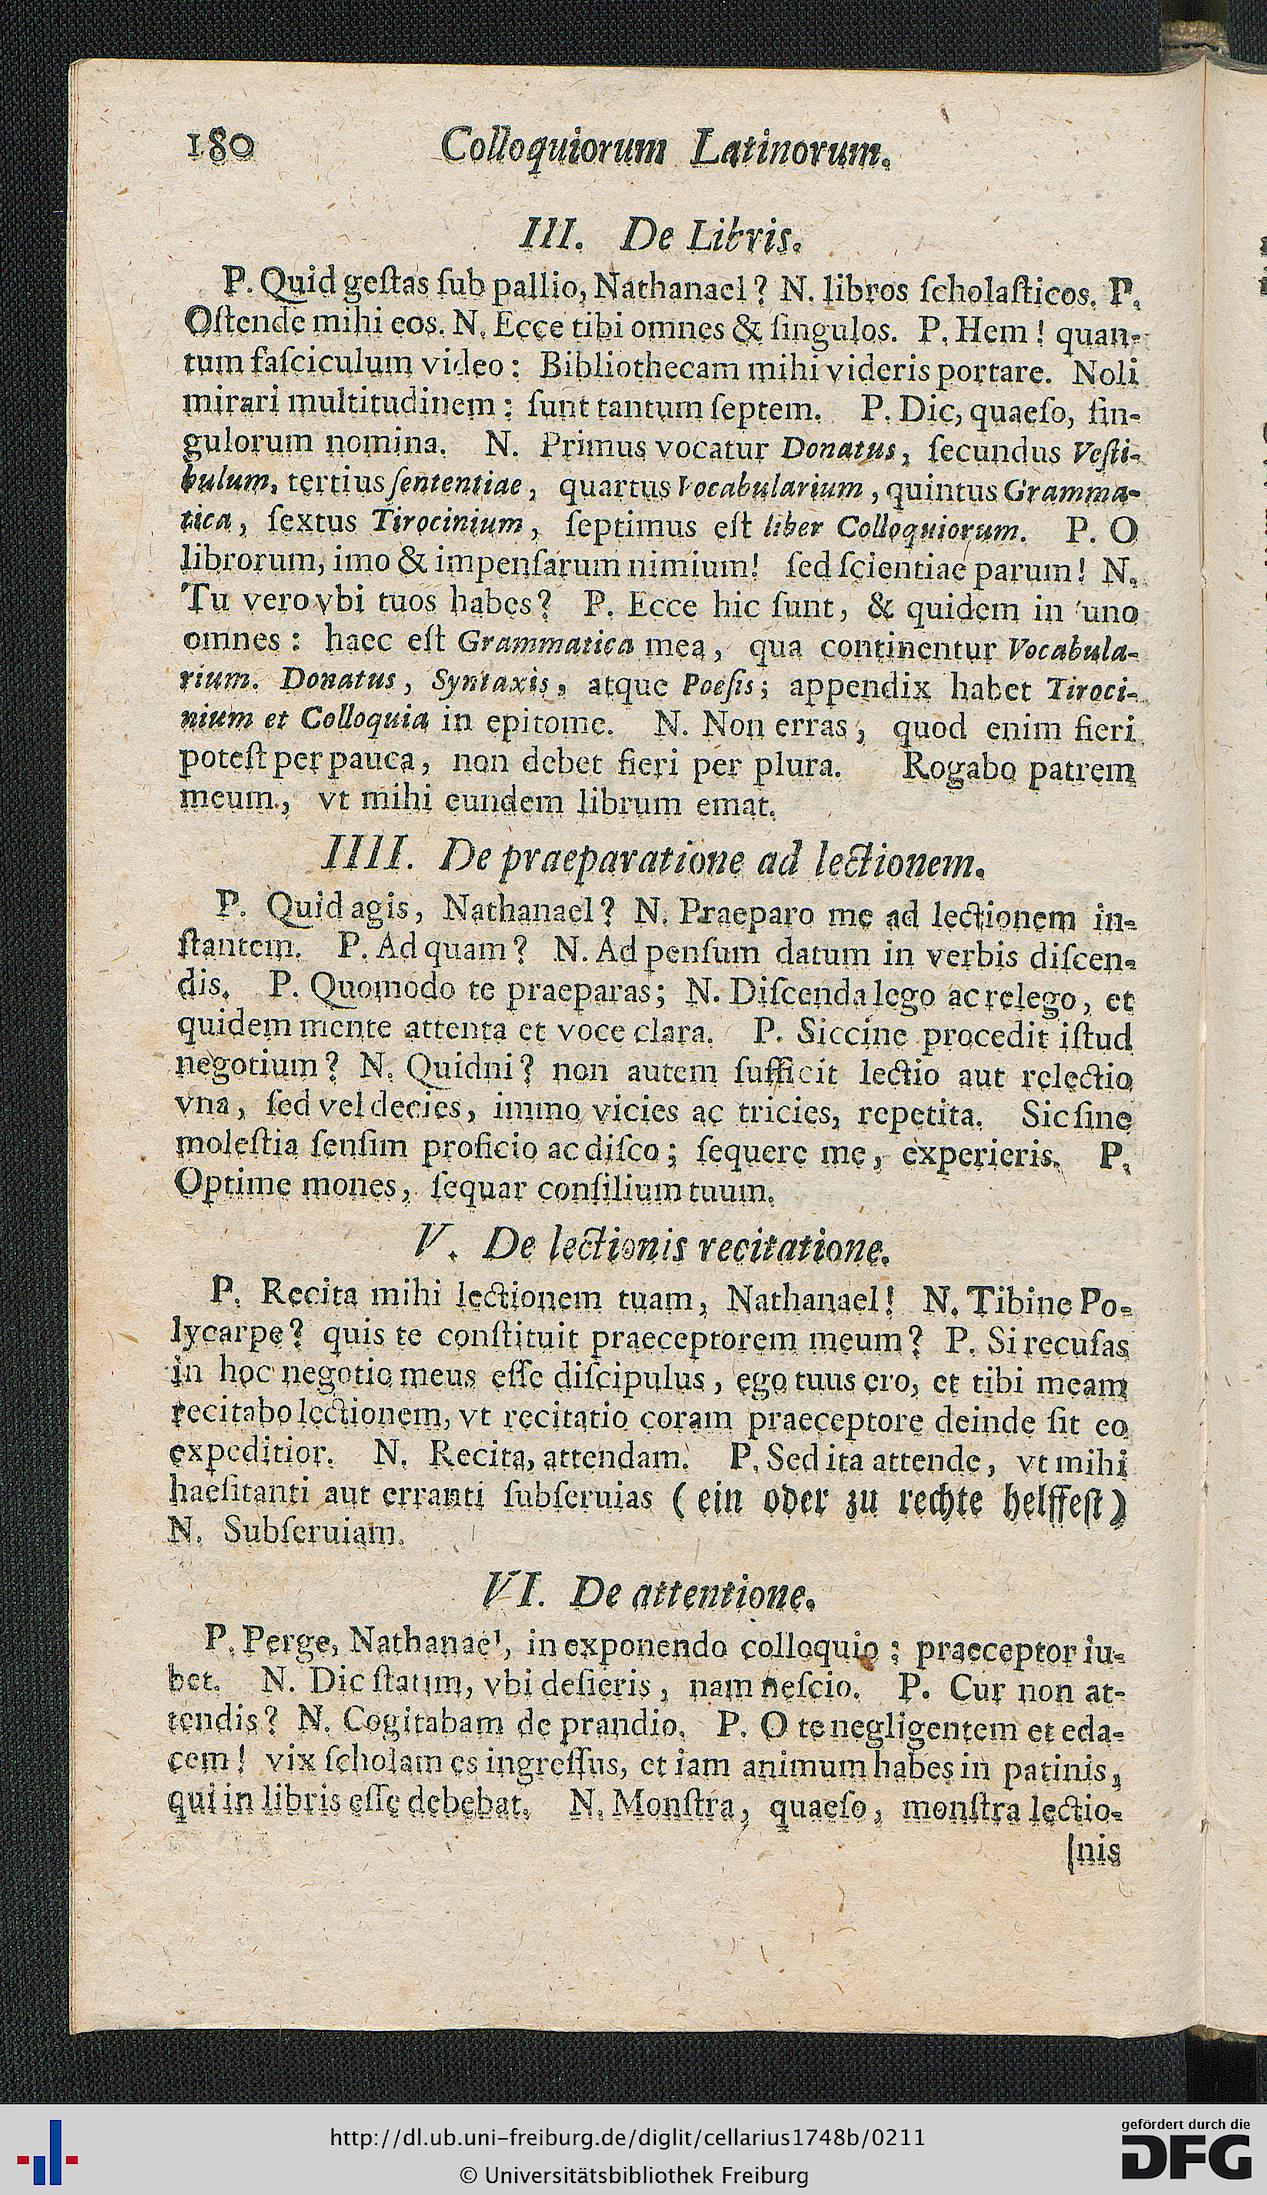 180 Colloquiorum Latinorum.
III. De Libris.
P. Quid geſtas ſub pallio, Nathanael? N. libros ſcholaſticos. P.
Oſtende mihi eos. N. Ecce tibi omnes & ſingulos. P. Hem! quan-
tum faſciculum video: Bibliothecam mihi videris portare. Noli
mirari multitudinem: ſunt tantum ſeptem. P. Dic, quaeſo, ſin-
gulorum nomina. N. Primus vocatur Donatus, ſecundus Veſti-
bulum, tertius ſententiae, quartus Vocabularium, quintus Gramma-
tica, ſextus Tirocinium, ſeptimus eſt liber Colloquiorum. P. O
librorum, imo & impenſarum nimium! ſed ſcientiae parum! N.
Tu vero vbi tuos habes? P. Ecce hic ſunt, & quidem in uno
omnes: haec eſt Grammatica mea, qua continentur Vocabula-
rium. Donatus, Syntaxis, atque Poeſis; appendix habet Tiroci-
nium et Colloquia in epitome. N. Non erras, quod enim fieri
poteſt per pauca, non debet fieri per plura. Rogabo patrem
meum, vt mihi eundem librum emat.
IIII. De praeparatione ad lectionem.
P. Quid agis, Nathanael? N. Praeparo me ad lectionem in-
ſtantem. P. Ad quam? N. Ad penſum datum in verbis diſcen-
dis. P. Quomodo te praeparas; N. Diſcenda lego ac relego, et
quidem mente attenta et voce clara. P. Siccine procedit iſtud
negotium? N. Quidni? non autem ſufficit lectio aut relectio
vna, ſed vel decies, immo vicies ac tricies, repetita. Sic ſine
moleſtia ſenſim proficio ac diſco; ſequere me, experieris. P.
Optime mones, ſequar conſilium tuum.
V. De lectionis recitatione.
P. Recita mihi lectionem tuam, Nathanael! N. Tibine Po-
lycarpe? quis te conſtituit praeceptorem meum? P. Si recuſas
in hoc negotio meus eſſe diſcipulus, ego tuus ero, et tibi meam
recitabo lectionem, vt recitatio coram praeceptore deinde ſit eo
expeditior. N. Recita, attendam. P. Sed ita attende, vt mihi
haeſitanti aut erranti ſubſeruias (ein oder zu rechte helffeſt)
N. Subſeruiam.
VI. De attentione.
P. Perge, Nathanael, in exponendo colloquio; praeceptor iu-
bet. N. Dic ſtatim, vbi deſieris, nam neſcio. P. Cur non at-
tendis? N. Cogitabam de prandio. P. O te negligentem et eda-
cem! vix ſcholam es ingreſſus, et iam animum habes in patinis,
qui in libris eſſe debebat. N. Monſtra, quaeſo, monſtra lectio-
[nis
http://dl.ub.uni-freiburg.de/diglit/cellarius1748b/0211
© Universitätsbibliothek Freiburg
gefördert durch die
DFG